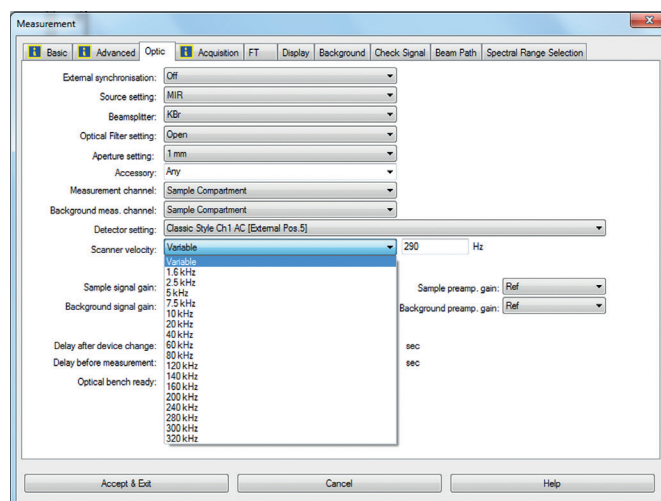 Measurement
Basic Advanced Optic Acquisition FT Display Background Check Signal Beam Path Spectral Range Selection
External synchronisation: Off
Source setting: MIR
Beamsplitter: KBr
Optical Filter setting: Open
Aperture setting: 1 mm
Accessory: Any
Measurement channel: Sample Compartment
Background meas. channel: Sample Compartment
Detector setting: Classic Style Ch1 AC [External Pos.5]
Scanner velocity: Variable 290 Hz
Variable
1.6 kHz
Sample signal gain: 2.5 kHz Sample preamp. gain: Ref
5 kHz
Background signal gain: 7.5 kHz Background preamp. gain: Ref
10 kHz
20 kHz
40 kHz
Delay after device change: 60 kHz sec
80 kHz
Delay before measurement: 120 kHz sec
140 kHz
Optical bench ready: 160 kHz
200 kHz
240 kHz
280 kHz
300 kHz
320 kHz
Accept & Exit Cancel Help